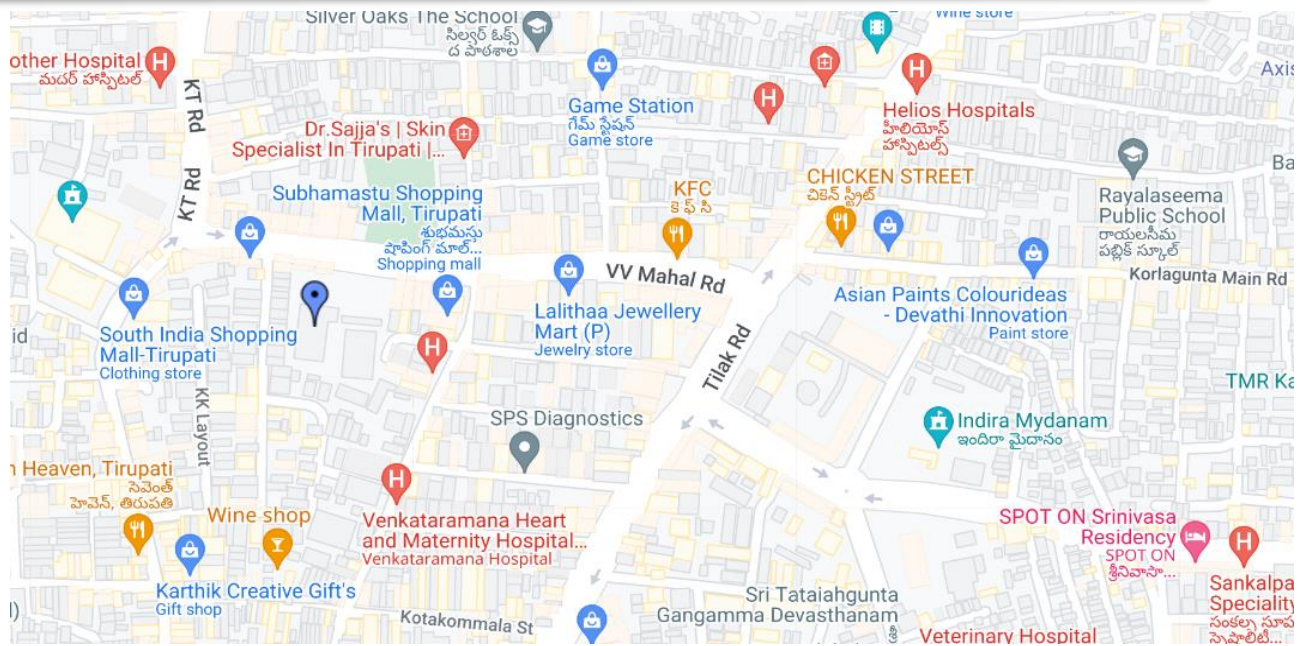 Silver Oaks The School
సిల్వర్ ఓక్స్
ద పాఠశాల
Wine store
other Hospital
మదర్ హాస్పిటల్
KT Rd
Game Station
గేమ్ స్టేషన్
Game store
Helios Hospitals
హీలియోస్
హాస్పిటల్స్
Axis
Dr.Sajja's | Skin
Specialist In Tirupati |...
KT Rd
Subhamastu Shopping
Mall, Tirupati
శుభమస్తు
షాపింగ్ మాల్...
Shopping mall
KFC
కె ఎఫ్ సి
CHICKEN STREET
చికెన్ స్ట్రీట్
Rayalaseema
Public School
రాయలసీమ
పబ్లిక్ స్కూల్
Ba
VV Mahal Rd
Korlagunta Main Rd
South India Shopping
Mall-Tirupati
Clothing store
Lalithaa Jewellery
Mart (P)
Jewelry store
Asian Paints Colourideas
- Devathi Innovation
Paint store
id
Tilak Rd
KK Layout
TMR Ka
SPS Diagnostics
Indira Mydanam
ఇందిరా మైదానం
n Heaven, Tirupati
సెవెంత్
హెవెన్, తిరుపతి
Wine shop
Venkataramana Heart
and Maternity Hospital...
Venkataramana Hospital
SPOT ON Srinivasa
Residency
SPOT ON
శ్రీనివాసా...
Karthik Creative Gift's
Gift shop
Kotakommala St
Sri Tataiahgunta
Gangamma Devasthanam
Sankalpa
Speciality
సంకల్ప సూప
స్పెషాలిటీ...
Veterinary Hospital